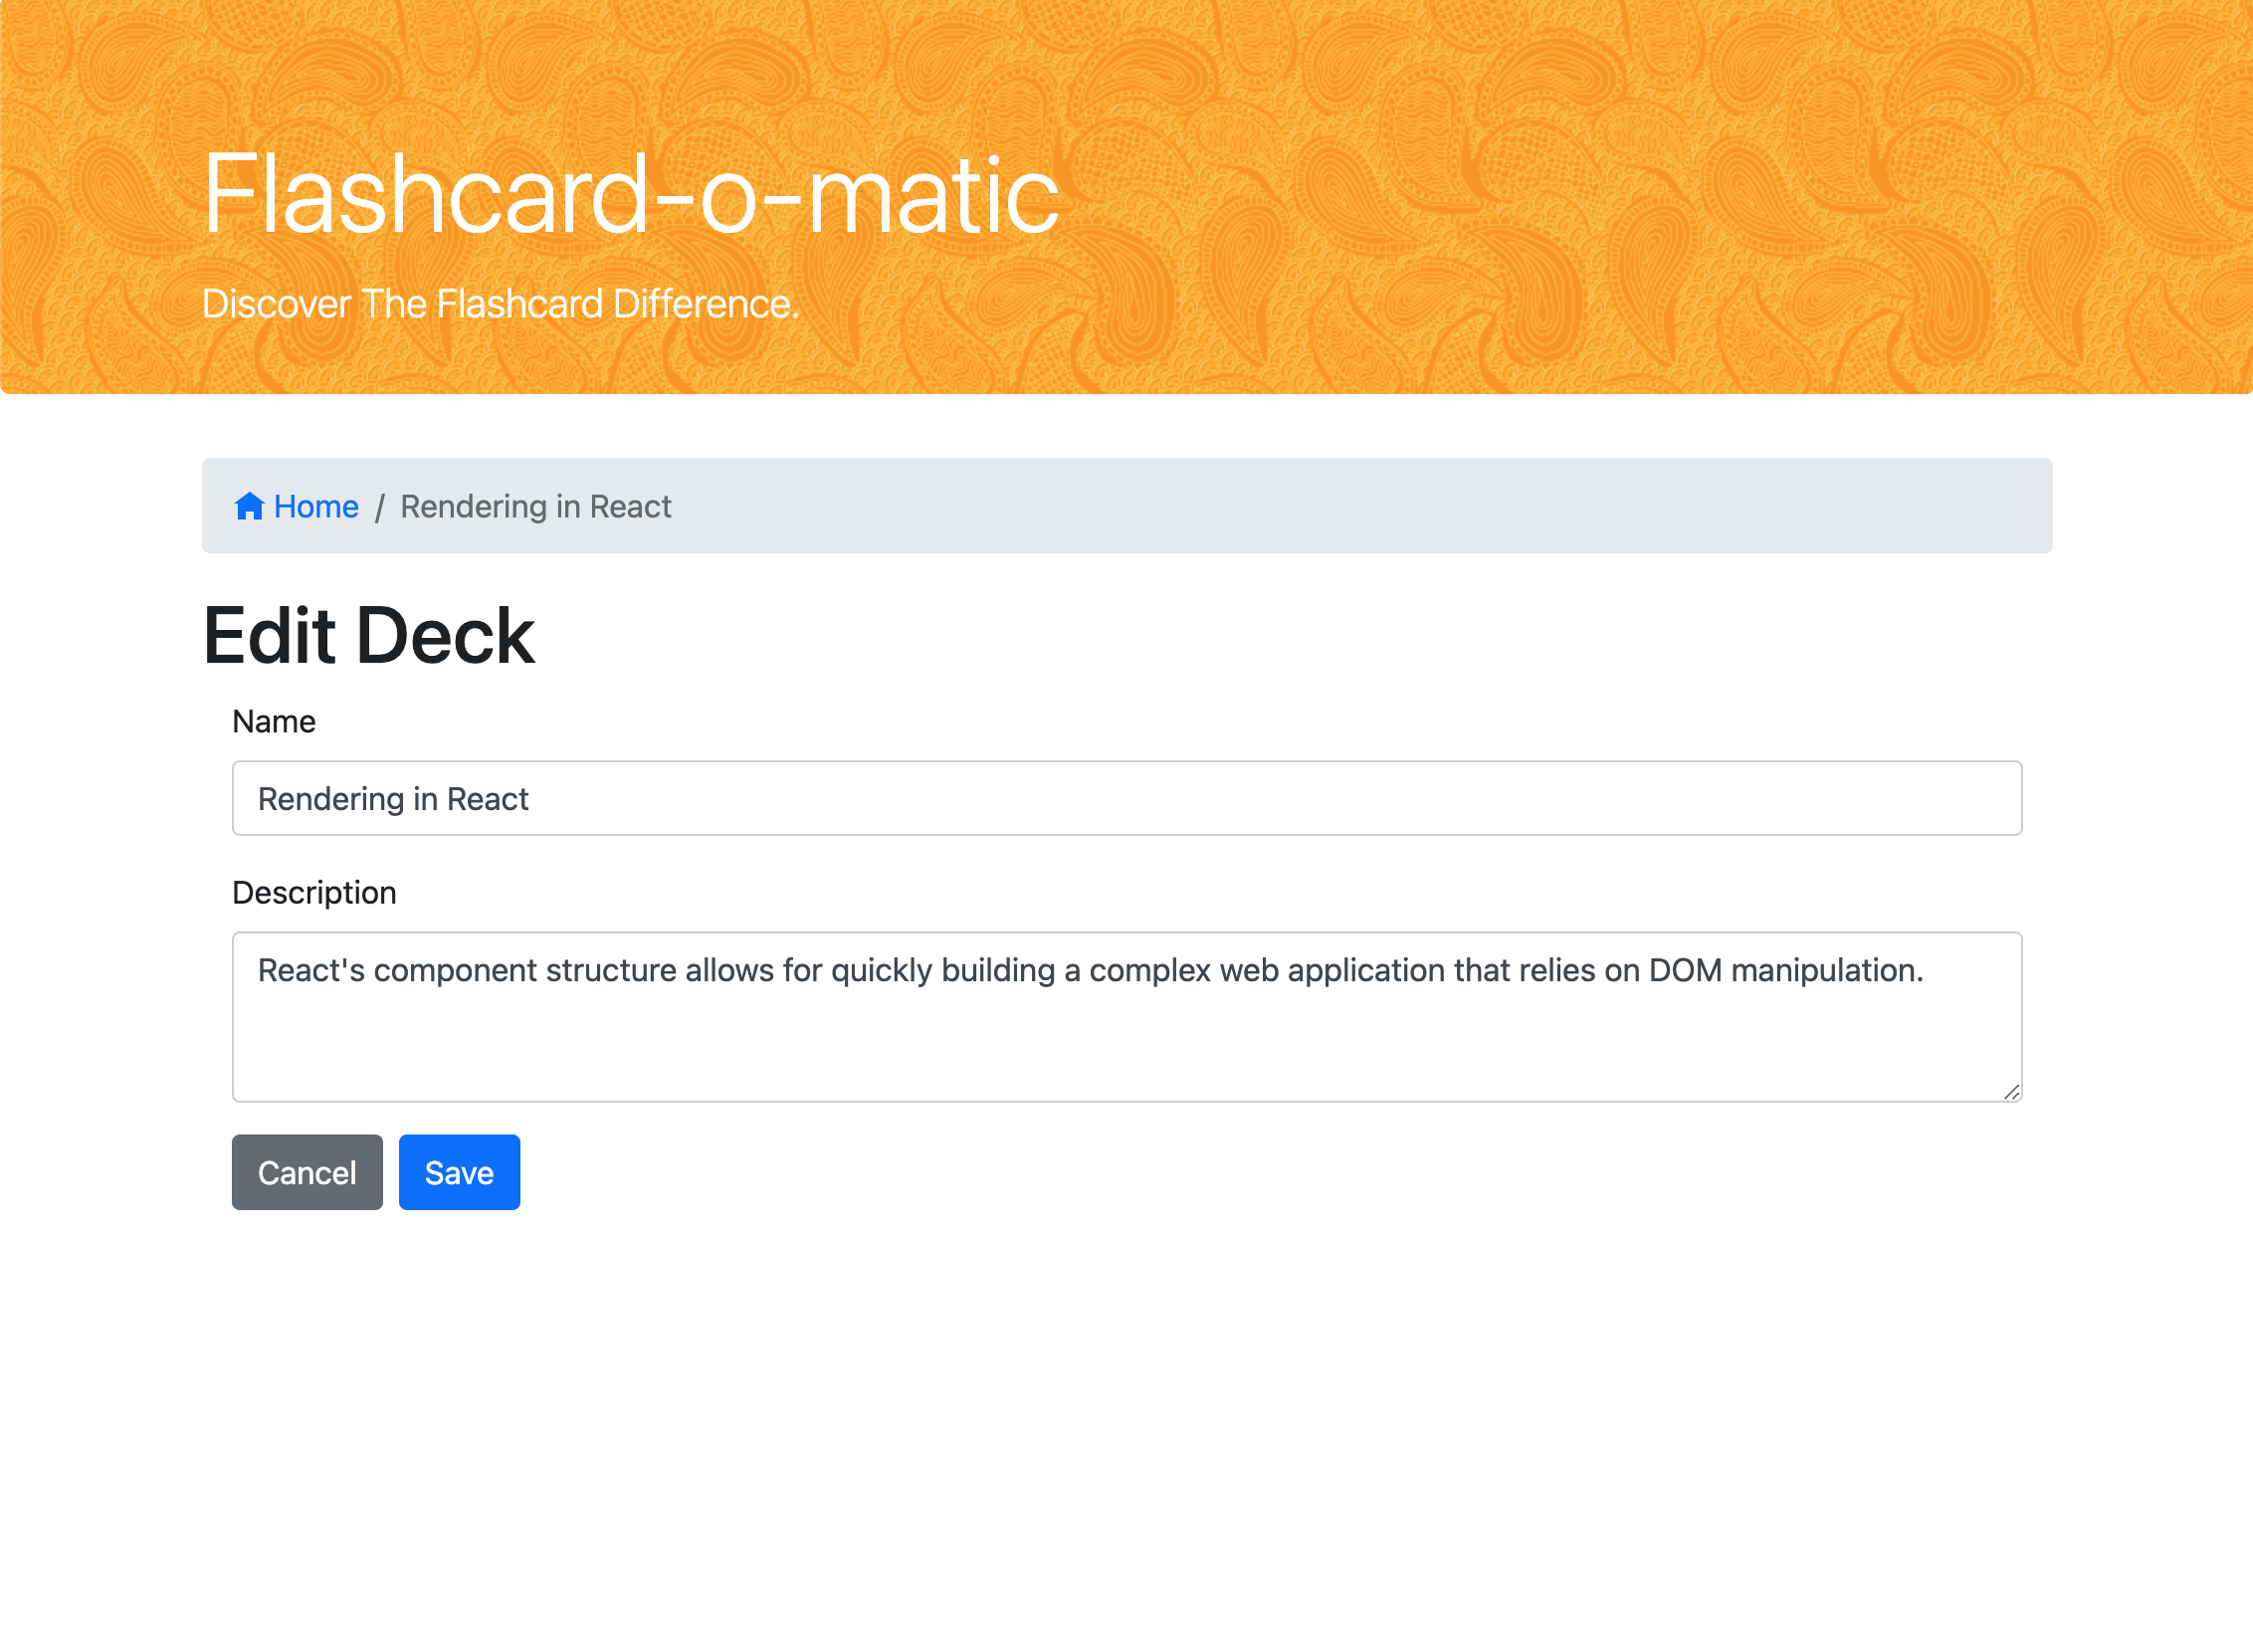 Flashcard-o-matic
Discover The Flashcard Difference.
Home / Rendering in React
Edit Deck
Name
Rendering in React
Description
React's component structure allows for quickly building a complex web application that relies on DOM manipulation.
Cancel Save